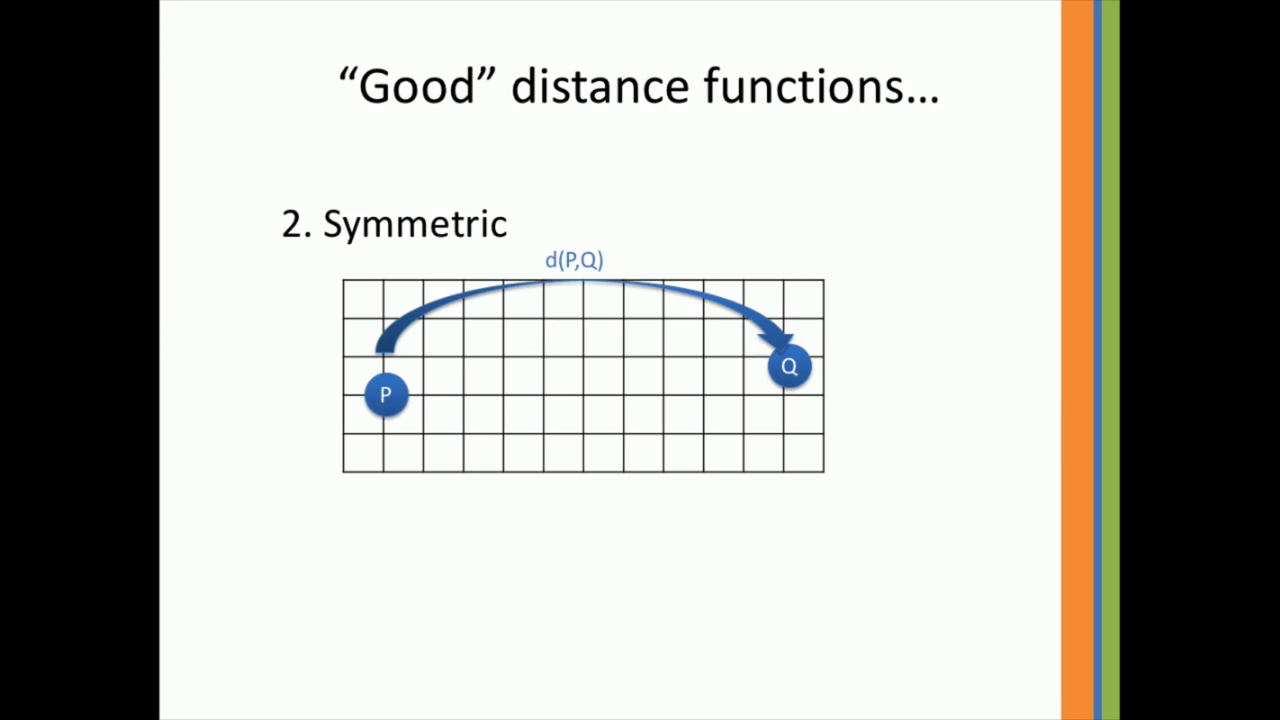 “Good” distance functions…
2. Symmetric
d(P,Q)
Q
P